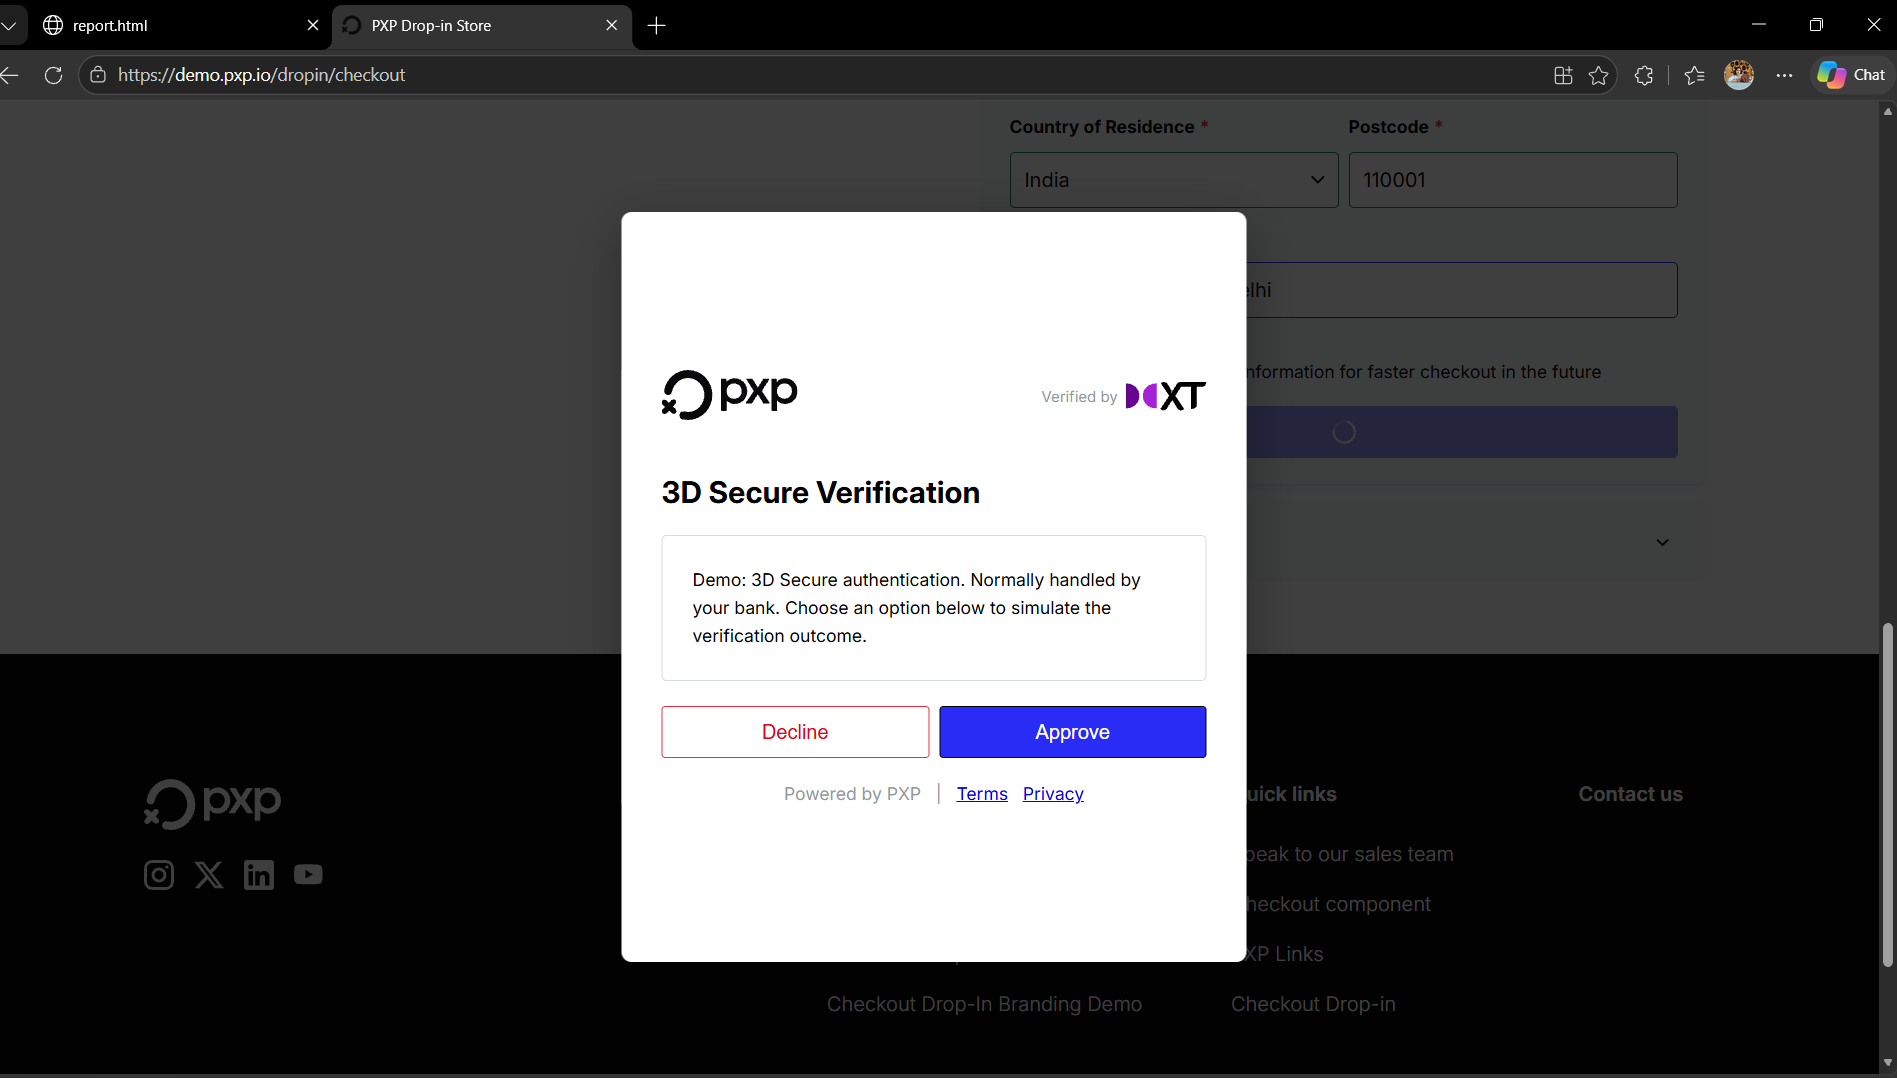 report.html
PXP Drop-in Store
https://demo.pxp.io/dropin/checkout
Chat
Country of Residence *
Postcode *
India
110001
nformation for faster checkout in the future
pxp
Verified by
XT
3D Secure Verification
Demo: 3D Secure authentication. Normally handled by
your bank. Choose an option below to simulate the
verification outcome.
Decline
Approve
Powered by PXP | Terms Privacy
pxp
uick links
Contact us
peak to our sales team
heckout component
XP Links
Checkout Drop-In Branding Demo
Checkout Drop-in